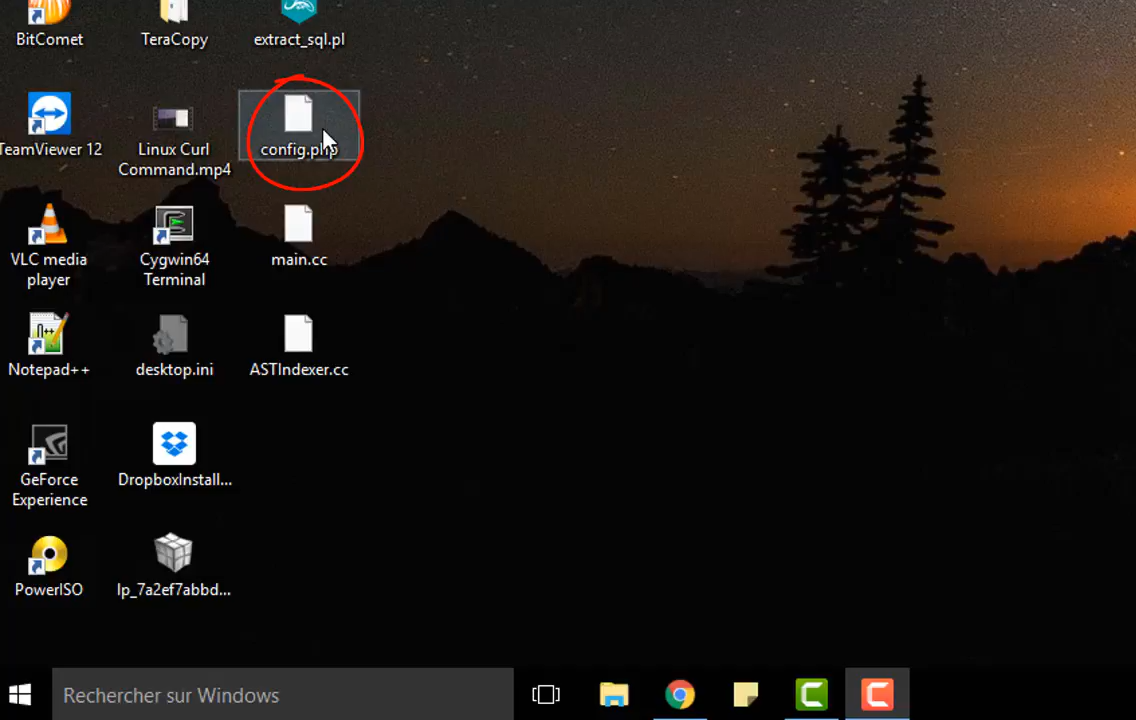 BitComet
TeraCopy
extract_sql.pl
TeamViewer 12
Linux Curl
Command.mp4
config.php
VLC media
player
Cygwin64
Terminal
main.cc
Notepad++
desktop.ini
ASTIndexer.cc
GeForce
Experience
DropboxInstall...
PowerISO
lp_7a2ef7abbd...
Rechercher sur Windows